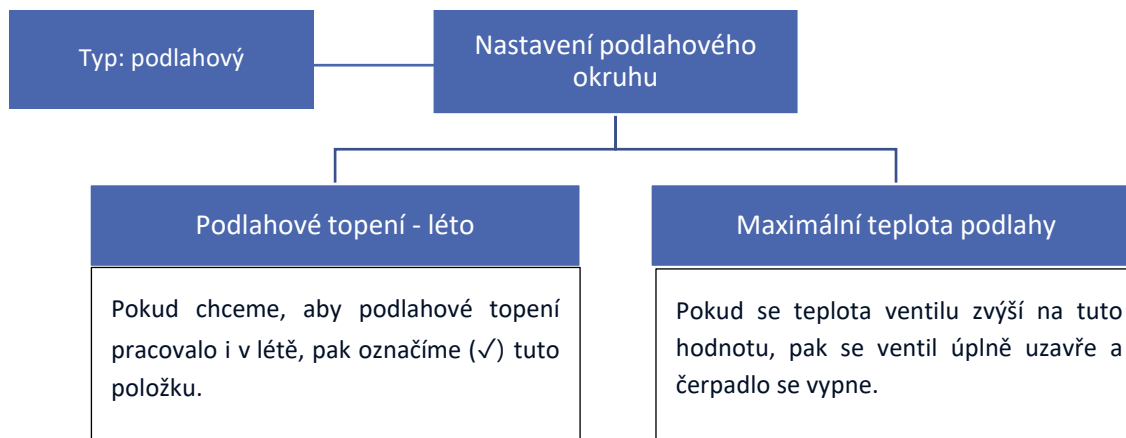 Typ: podlahový
Nastavení podlahového
okruhu
Podlahové topení - léto
Maximální teplota podlahy
Pokud chceme, aby podlahové topení
pracovalo i v létě, pak označíme (✓) tuto
položku.
Pokud se teplota ventilu zvýší na tuto
hodnotu, pak se ventil úplně uzavře a
čerpadlo se vypne.